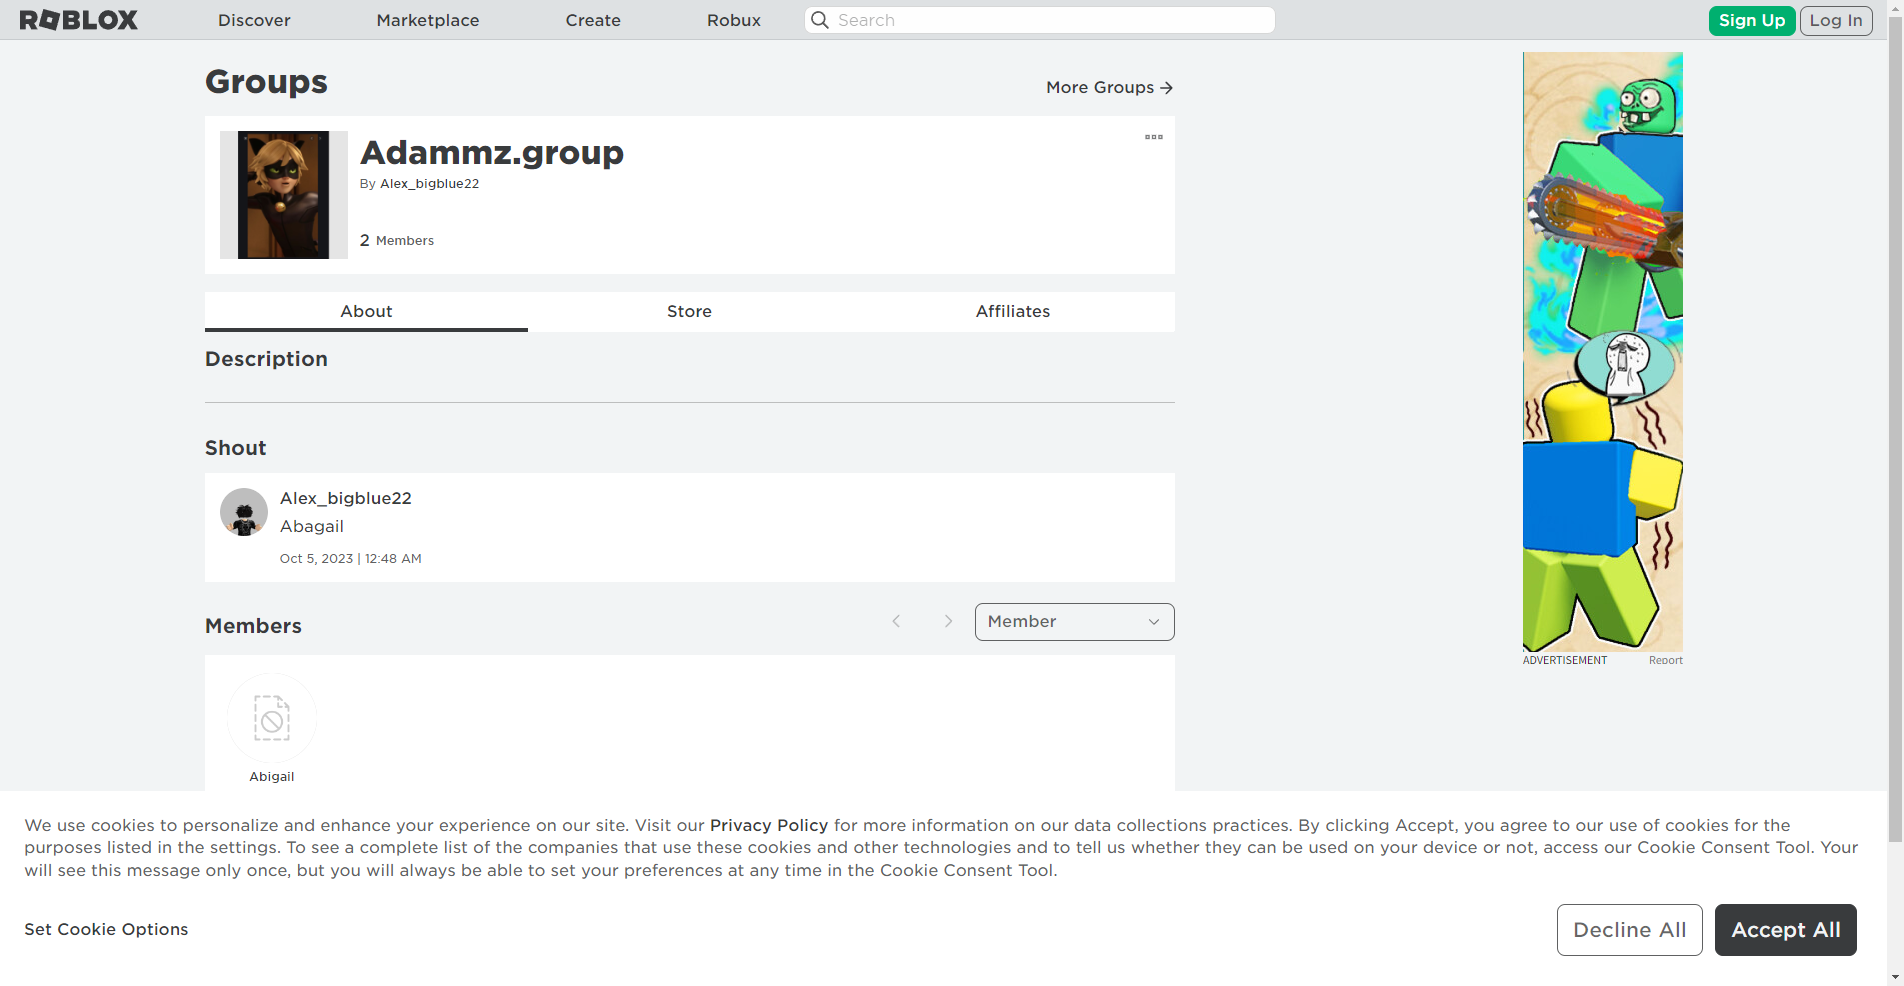 ROBLOX
Discover
Marketplace
Create
Robux
Search
Sign Up
Log In
Groups
More Groups
Adammz.group
By Alex_bigblue22
2 Members
About
Store
Affiliates
Description
Shout
Alex_bigblue22
Abagail
Oct 5, 2023 | 12:48 AM
Members
Member
Abigail
ADVERTISEMENT
Report
We use cookies to personalize and enhance your experience on our site. Visit our Privacy Policy for more information on our data collections practices. By clicking Accept, you agree to our use of cookies for the
purposes listed in the settings. To see a complete list of the companies that use these cookies and other technologies and to tell us whether they can be used on your device or not, access our Cookie Consent Tool. Your
will see this message only once, but you will always be able to set your preferences at any time in the Cookie Consent Tool.
Set Cookie Options
Decline All
Accept All